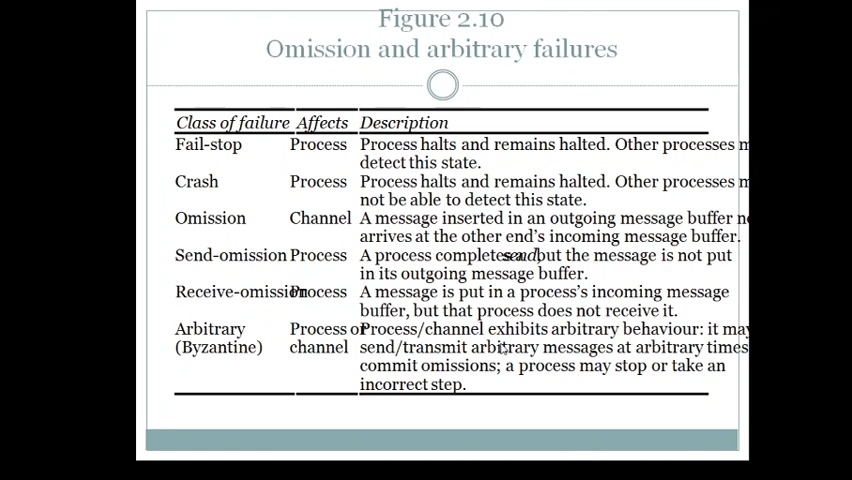 Figure 2.10
Omission and arbitrary failures
Class of failure Affects Description
Fail-stop Process Process halts and remains halted. Other processes
detect this state.
Crash Process Process halts and remains halted. Other processes
not be able to detect this state.
Omission Channel A message inserted in an outgoing message buffer
arrives at the other end's incoming message buffer.
Send-omission Process A process completes a send, but the message is not put
in its outgoing message buffer.
Receive-omission Process A message is put in a process's incoming message
buffer, but that process does not receive it.
Arbitrary Process or Process/channel exhibits arbitrary behaviour: it may
(Byzantine) channel send/transmit arbitrary messages at arbitrary times
commit omissions; a process may stop or take an
incorrect step.